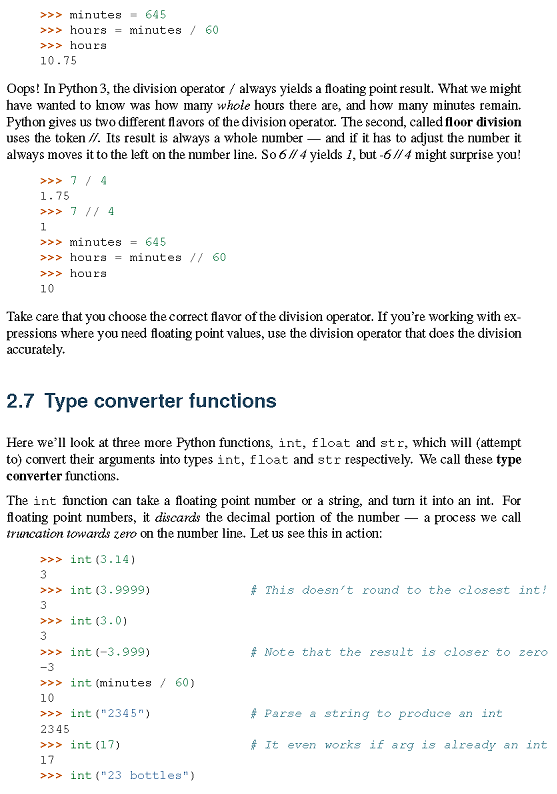 >>> minutes = 645
>>> hours = minutes / 60
>>> hours
10.75
Oops! In Python 3, the division operator / always yields a floating point result. What we might
have wanted to know was how many whole hours there are, and how many minutes remain.
Python gives us two different flavors of the division operator. The second, called floor division
uses the token //. Its result is always a whole number — and if it has to adjust the number it
always moves it to the left on the number line. So 6 // 4 yields 1, but -6 // 4 might surprise you!
>>> 7 / 4
1.75
>>> 7 // 4
1
>>> minutes = 645
>>> hours = minutes // 60
>>> hours
10
Take care that you choose the correct flavor of the division operator. If you're working with ex-
pressions where you need floating point values, use the division operator that does the division
accurately.
2.7 Type converter functions
Here we'll look at three more Python functions, int, float and str, which will (attempt
to) convert their arguments into types int, float and str respectively. We call these type
converter functions.
The int function can take a floating point number or a string, and turn it into an int. For
floating point numbers, it discards the decimal portion of the number — a process we call
truncation towards zero on the number line. Let us see this in action:
>>> int(3.14)
3
>>> int(3.9999) # This doesn't round to the closest int!
3
>>> int(3.0)
3
>>> int(-3.999) # Note that the result is closer to zero
-3
>>> int(minutes / 60)
10
>>> int("2345") # Parse a string to produce an int
2345
>>> int(17) # It even works if arg is already an int
17
>>> int("23 bottles")